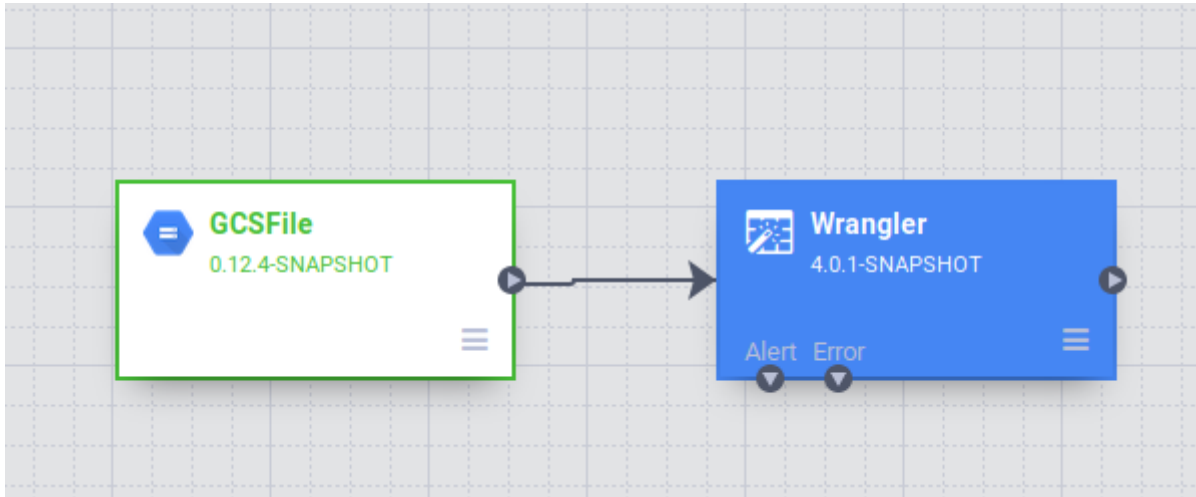 GCSFile
0.12.4-SNAPSHOT
Wrangler
4.0.1-SNAPSHOT
Alert Error